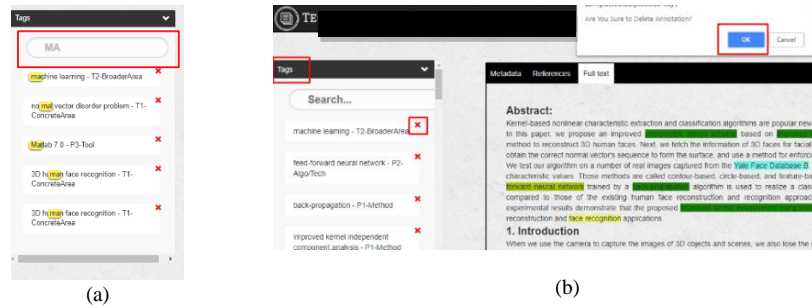 Tags
MA
machine learning - T2-BroaderArea
normal vector disorder problem - T1-
ConcreteArea
Matlab 7.0 - P3-Tool
3D human face recognition - T1-
ConcreteArea
3D human face recognition - T1-
ConcreteArea
(a)
TE
Are You Sure to Delete Annotation?
OK
Cancel
Tags
Search...
machine learning - T2-BroaderArea
feed-forward neural network - P2-
Algo/Tech
back-propagation - P1-Method
improved kernel independent
component analysis - P1-Method
Metadata References Full text
Abstract:
Kernel-based nonlinear characteristic extraction and classification algorithms are popular new
In this paper, we propose an improved based on
method to reconstruct 3D human faces. Next, we fetch the information of 3D faces for facial
obtain the correct normal vector's sequence to form the surface, and use a method for enforc
We test our algorithm on a number of real images captured from the Yale Face Database B.
characteristic values. Those methods are called contour-based, circle-based, and feature-ba
forward neural network trained by a back-propagation algorithm is used to realize a clas
compared to those of the existing human face reconstruction and recognition approac
experimental results demonstrate that the proposed
reconstruction and face recognition applications.
1. Introduction
When we use the camera to capture the images of 3D objects and scenes, we also lose the
(b)